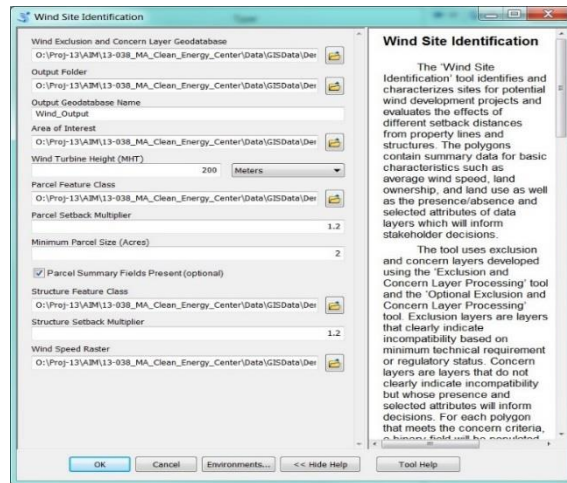 Wind Site Identification
Wind Exclusion and Concern Layer Geodatabase
O:\Proj-13\AIM\13-038_MA_Clean_Energy_Center\Data\GISData\Der
Output Folder
O:\Proj-13\AIM\13-038_MA_Clean_Energy_Center\Data\GISData\Der
Output Geodatabase Name
Wind_Output
Area of Interest
O:\Proj-13\AIM\13-038_MA_Clean_Energy_Center\Data\GISData\Der
Wind Turbine Height (MHT)
200 Meters
Parcel Feature Class
O:\Proj-13\AIM\13-038_MA_Clean_Energy_Center\Data\GISData\Der
Parcel Setback Multiplier
1.2
Minimum Parcel Size (Acres)
2
Parcel Summary Fields Present (optional)
Structure Feature Class
O:\Proj-13\AIM\13-038_MA_Clean_Energy_Center\Data\GISData\Der
Structure Setback Multiplier
1.2
Wind Speed Raster
O:\Proj-13\AIM\13-038_MA_Clean_Energy_Center\Data\GISData\Der
Wind Site Identification
The 'Wind Site
Identification' tool identifies and
characterizes sites for potential
wind development projects and
evaluates the effects of
different setback distances
from property lines and
structures. The polygons
contain summary data for basic
characteristics such as
average wind speed, land
ownership, and land use as well
as the presence/absence and
selected attributes of data
layers which will inform
stakeholder decisions.
The tool uses exclusion
and concern layers developed
using the 'Exclusion and
Concern Layer Processing' tool
and the 'Optional Exclusion and
Concern Layer Processing'
tool. Exclusion layers are layers
that clearly indicate
incompatibility based on
minimum technical requirement
or regulatory status. Concern
layers are layers that do not
clearly indicate incompatibility
but whose presence and
selected attributes will inform
decisions. For each polygon
that meets the concern criteria,
a binary field will be populated
OK Cancel Environments... << Hide Help Tool Help